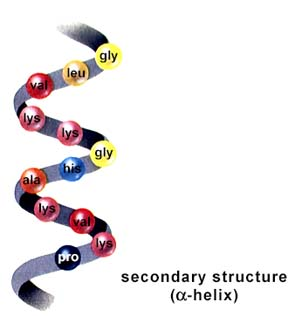 gly
leu
val
lys
lys
gly
his
ala
lys
val
lys
pro
secondary structure
(α-helix)